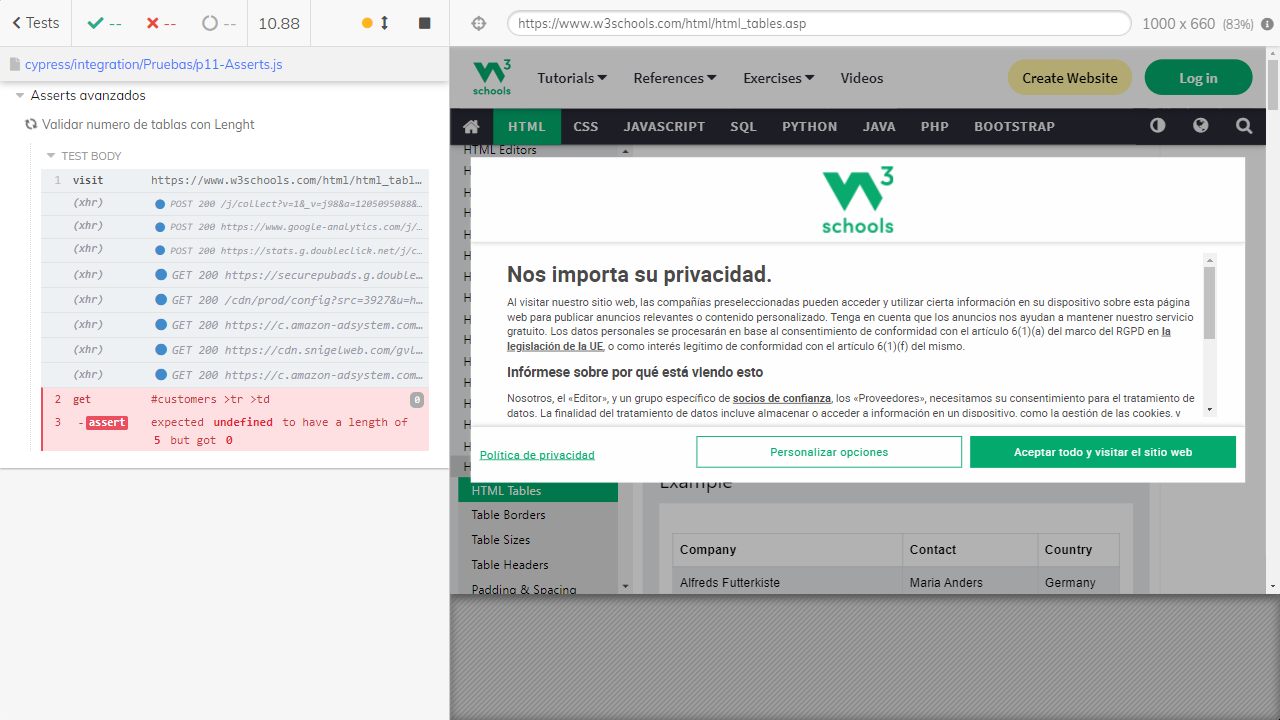 Tests
--
--
--
10.88
https://www.w3schools.com/html/html_tables.asp
1000 x 660 (83%)
cypress/integration/Pruebas/p11-Asserts.js
Asserts avanzados
Validar numero de tablas con Lenght
TEST BODY
1 visit https://www.w3schools.com/html/html_tabl…
(xhr) POST 200 /j/collect?v=1&_v=j98&a=1205095088&…
(xhr) POST 200 https://www.google-analytics.com/j/…
(xhr) POST 200 https://stats.g.doubleclick.net/j/c…
(xhr) GET 200 https://securepubads.g.double…
(xhr) GET 200 /cdn/prod/config?src=3927&u=h…
(xhr) GET 200 https://c.amazon-adsystem.com…
(xhr) GET 200 https://cdn.snigelweb.com/gvl…
(xhr) GET 200 https://c.amazon-adsystem.com…
2 get #customers >tr >td 0
3 -assert expected undefined to have a length of
5 but got 0
3
schools
Tutorials
References
Exercises
Videos
Create Website
Log in
HTML
CSS
JAVASCRIPT
SQL
PYTHON
JAVA
PHP
BOOTSTRAP
HTML Editors
3
schools
Nos importa su privacidad.
Al visitar nuestro sitio web, las compañías preseleccionadas pueden acceder y utilizar cierta información en su dispositivo sobre esta página
web para publicar anuncios relevantes o contenido personalizado. Tenga en cuenta que los anuncios nos ayudan a mantener nuestro servicio
gratuito. Los datos personales se procesarán en base al consentimiento de conformidad con el artículo 6(1)(a) del marco del RGPD en la
legislación de la UE, o como interés legítimo de conformidad con el artículo 6(1)(f) del mismo.
Infórmese sobre por qué está viendo esto
Nosotros, el «Editor», y un grupo específico de socios de confianza, los «Proveedores», necesitamos su consentimiento para el tratamiento de
datos. La finalidad del tratamiento de datos incluye almacenar o acceder a información en un dispositivo, como la gestión de las cookies, y
Política de privacidad
Personalizar opciones
Aceptar todo y visitar el sitio web
HTML Tables
Table Borders
Table Sizes
Table Headers
Padding & Spacing
Example
Company Contact Country
Alfreds Futterkiste Maria Anders Germany